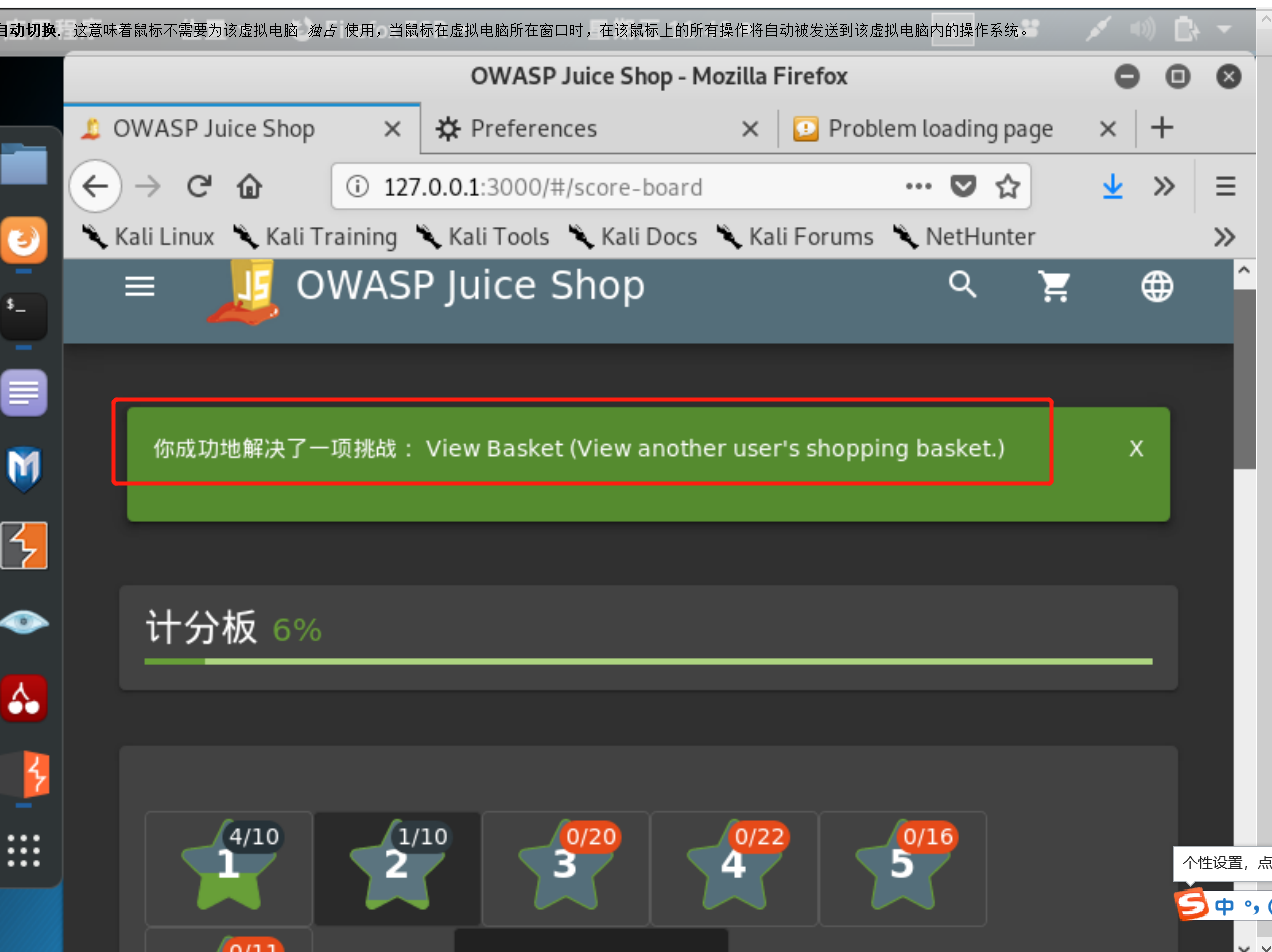 自动切换. 这意味着鼠标不需要为该虚拟电脑 独占 使用，当鼠标在虚拟电脑所在窗口时，在该鼠标上的所有操作将自动被发送到该虚拟电脑内的操作系统。
OWASP Juice Shop - Mozilla Firefox
OWASP Juice Shop
Preferences
Problem loading page
127.0.0.1:3000/#/score-board
Kali Linux Kali Training Kali Tools Kali Docs Kali Forums NetHunter
JS OWASP Juice Shop
你成功地解决了一项挑战： View Basket (View another user's shopping basket.) X
计分板 6%
4/10 1/10 0/20 0/22 0/16
1 2 3 4 5
个性设置，点
S 中
0/11